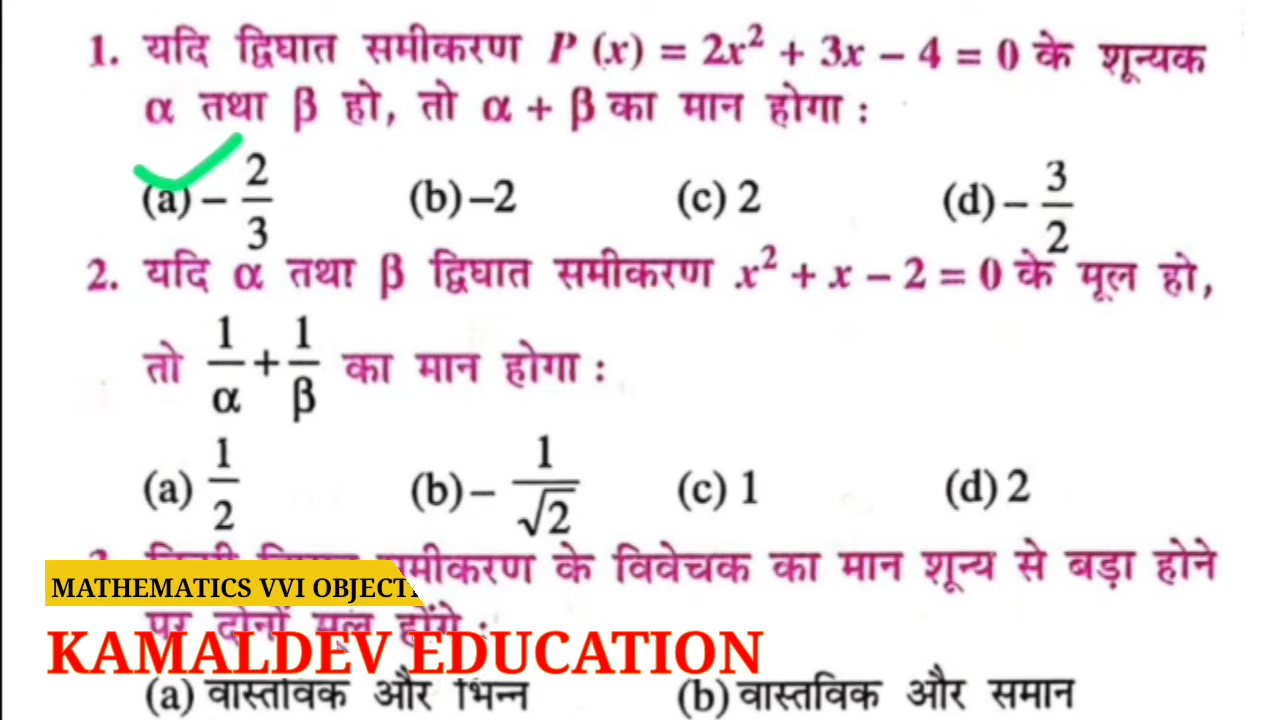 1. यदि द्विघात समीकरण P (x) = 2x² + 3x – 4 = 0 के शून्यक
α तथा β हो, तो α + β का मान होगा :
(a) – 2/3 (b) –2 (c) 2 (d) – 3/2
2. यदि α तथा β द्विघात समीकरण x² + x – 2 = 0 के मूल हो,
तो 1/α + 1/β का मान होगा :
(a) 1/2 (b) – 1/√2 (c) 1 (d) 2
समीकरण के विवेचक का मान शून्य से बड़ा होने
MATHEMATICS VVI OBJECTI
पर दोनों मूल होंगे :
KAMALDEV EDUCATION
(a) वास्तविक और भिन्न (b) वास्तविक और समान